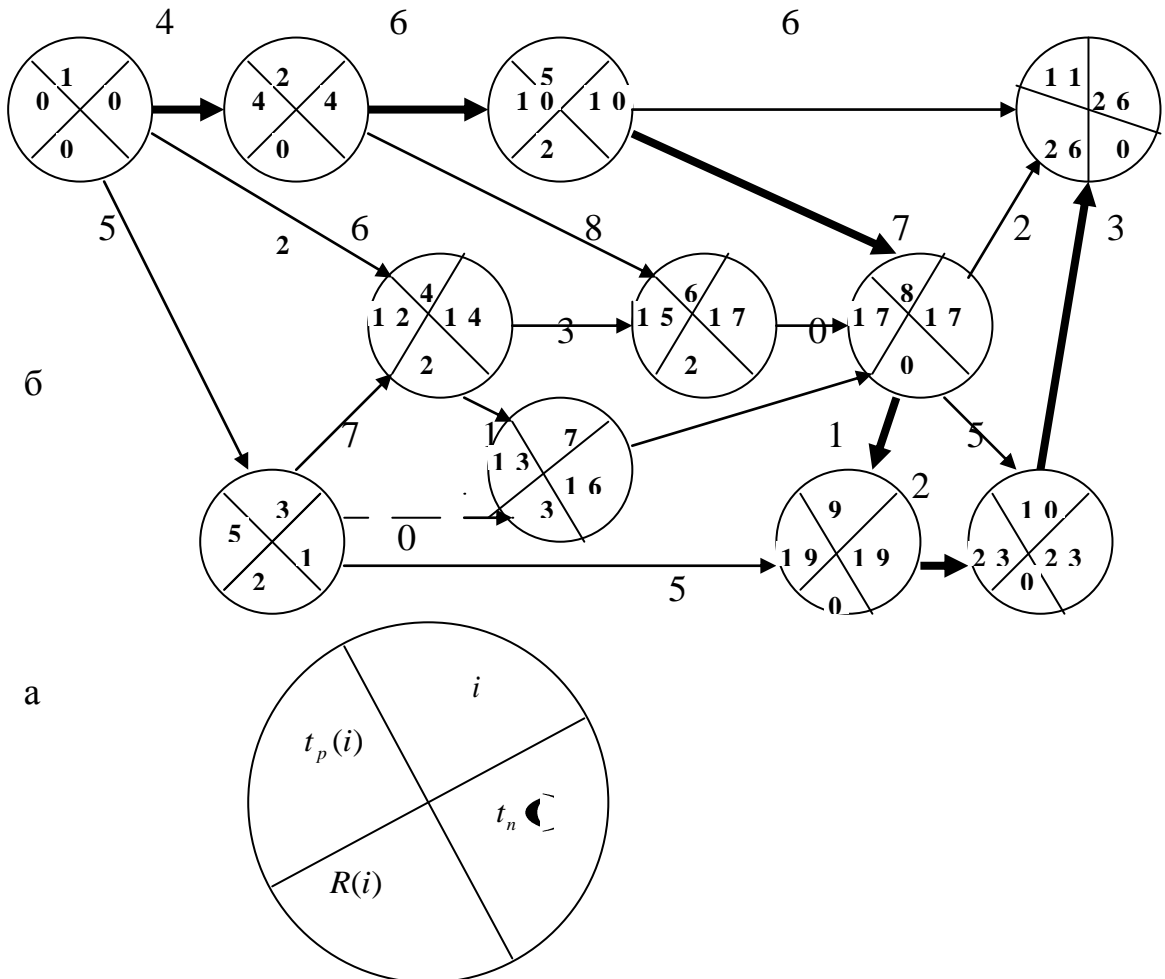 4 6 6
1 2 5 1 1
0 0 4 4 1 0 1 0 2 6
0 0 2 2 6 0
5 2 6 8 7 2 3
4 6 8
1 2 1 4 3 1 5 1 7 0 1 7 1 7
2 2 0
б
7 1 7 1 5
1 3 1 6 2
3 3 9 1 0
5 1 0 1 9 1 9 2 3 2 3
2 5 0 0
а
i
t p (i)
t n (
R(i)